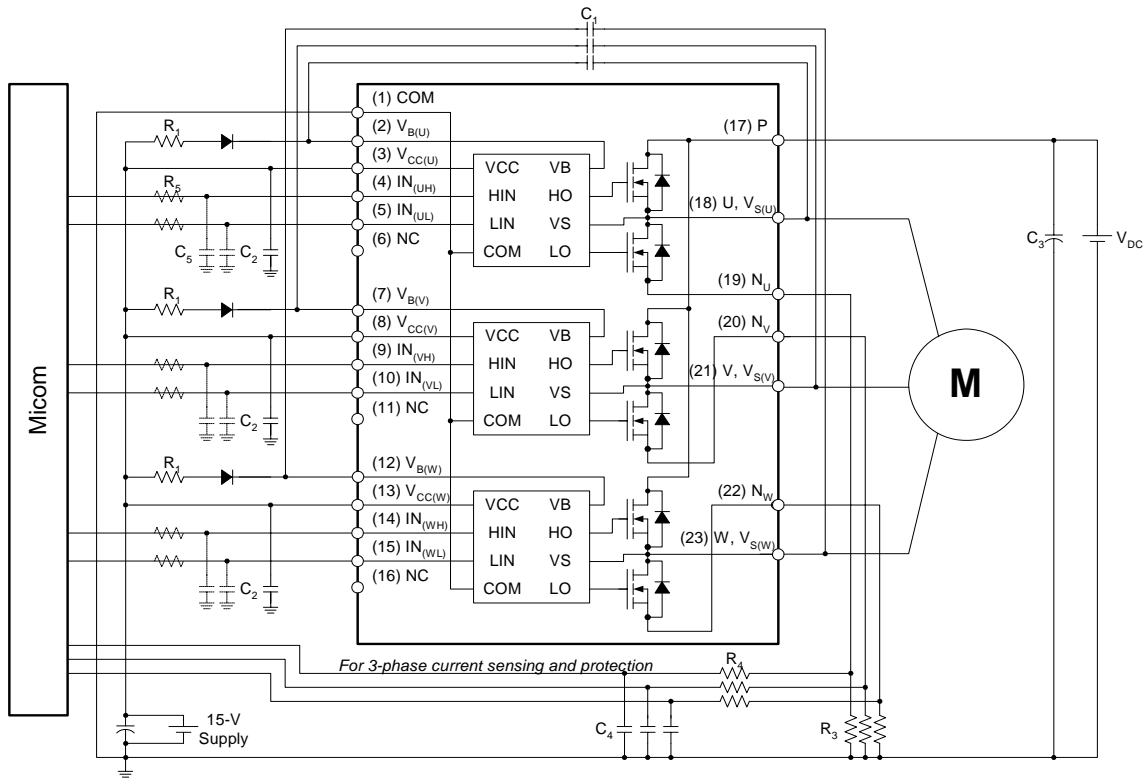 C1
(1) COM
(2) VB(U)
R1
(17) P
(3) VCC(U)
VCC VB
R5
(4) IN(UH)
HIN HO
(5) IN(UL)
LIN VS
(18) U, VS(U)
(6) NC
COM LO
C5 C2
C3
VDC
R1
(7) VB(V)
(19) NU
(8) VCC(V)
VCC VB
(20) NV
(9) IN(VH)
HIN HO
(10) IN(VL)
LIN VS
(21) V, VS(V)
(11) NC
COM LO
C2
M
Micom
R1
(12) VB(W)
(22) NW
(13) VCC(W)
VCC VB
(14) IN(WH)
HIN HO
(15) IN(WL)
LIN VS
(23) W, VS(W)
(16) NC
COM LO
C2
For 3-phase current sensing and protection
R4
15-V
Supply
C4
R3